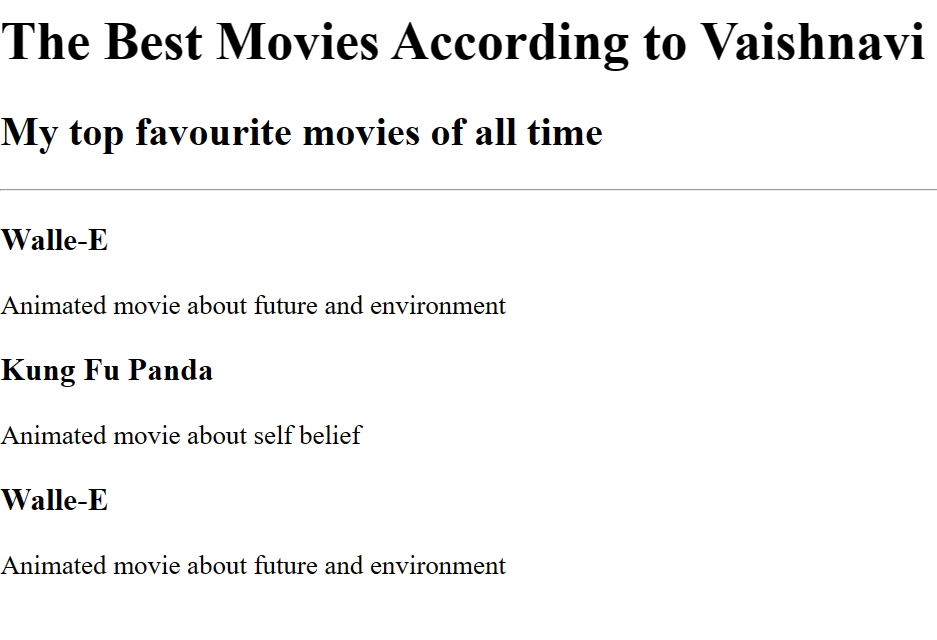 The Best Movies According to Vaishnavi
My top favourite movies of all time
Walle-E
Animated movie about future and environment
Kung Fu Panda
Animated movie about self belief
Walle-E
Animated movie about future and environment